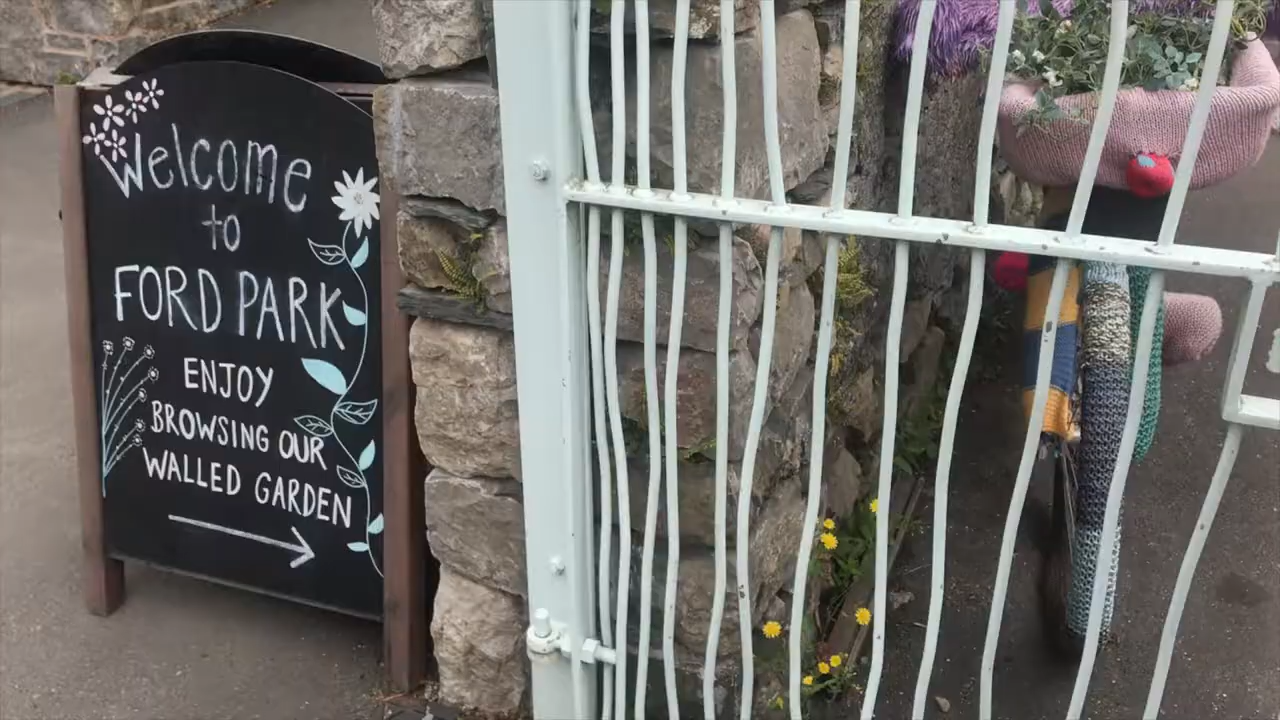 Welcome
to
FORD PARK
ENJOY
BROWSING OUR
WALLED GARDEN